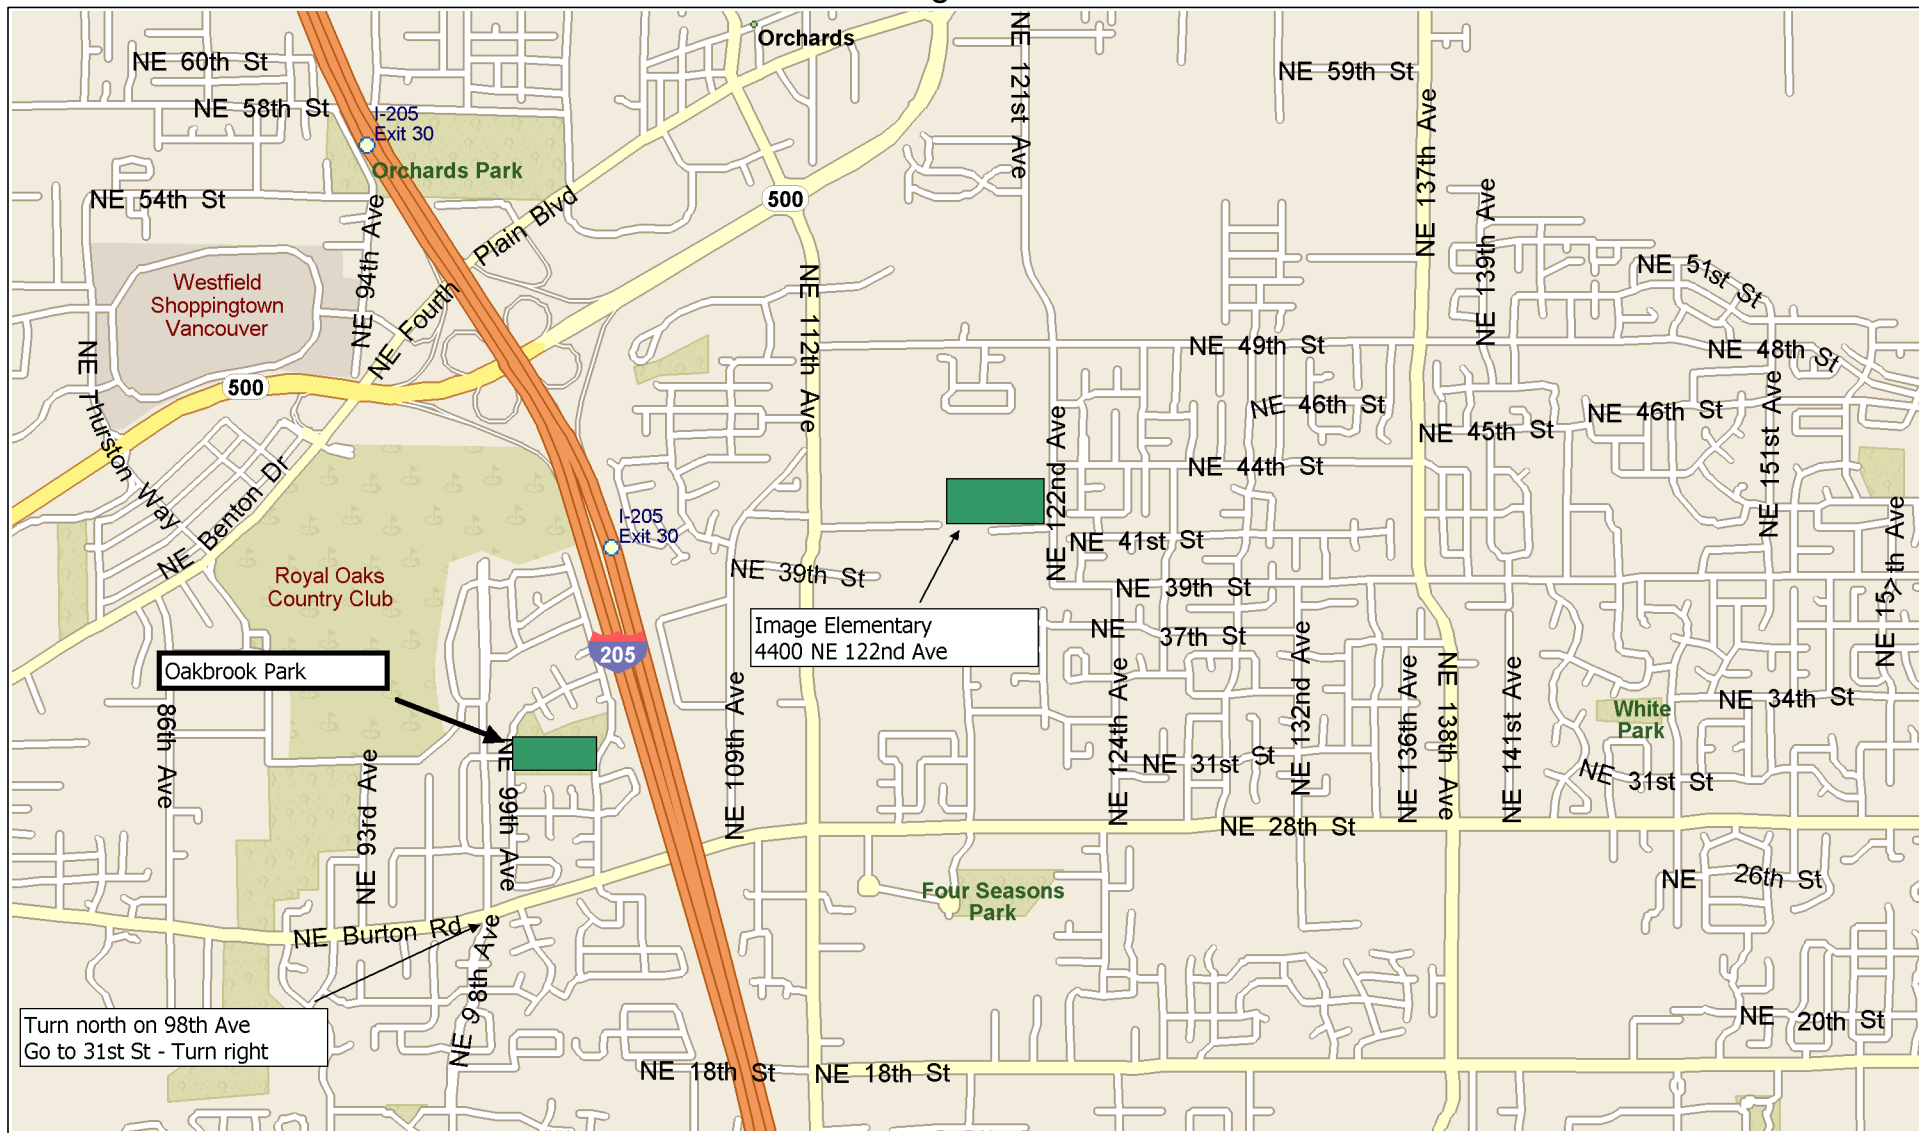 Orchards
NE 60th St
NE 59th St
NE 121st Ave
NE 58th St
I-205
Exit 30
NE 137th Ave
Orchards Park
NE 54th St
500
Plain Blvd
NE 94th Ave
NE 139th Ave
NE 51st St
Westfield
Shoppingtown
Vancouver
NE Fourth
NE 112th Ave
NE 49th St
NE 48th St
NE Thurston Way
500
NE 46th St
NE 46th St
NE 151st Ave
NE 45th St
NE 122nd Ave
NE 44th St
NE Benton Dr
I-205
Exit 30
NE 41st St
NE 39th St
NE 39th St
Royal Oaks
Country Club
Image Elementary
4400 NE 122nd Ave
NE 37th St
205
Oakbrook Park
NE 132nd Ave
NE 124th Ave
NE 136th Ave
NE 138th Ave
NE 141st Ave
NE 34th St
White
Park
86th Ave
NE 109th Ave
NE 93rd Ave
NE 99th Ave
NE 31st St
NE 31st St
NE 28th St
NE 26th St
Four Seasons
Park
NE Burton Rd
NE 98th Ave
Turn north on 98th Ave
Go to 31st St - Turn right
NE 20th St
NE 18th St
NE 18th St